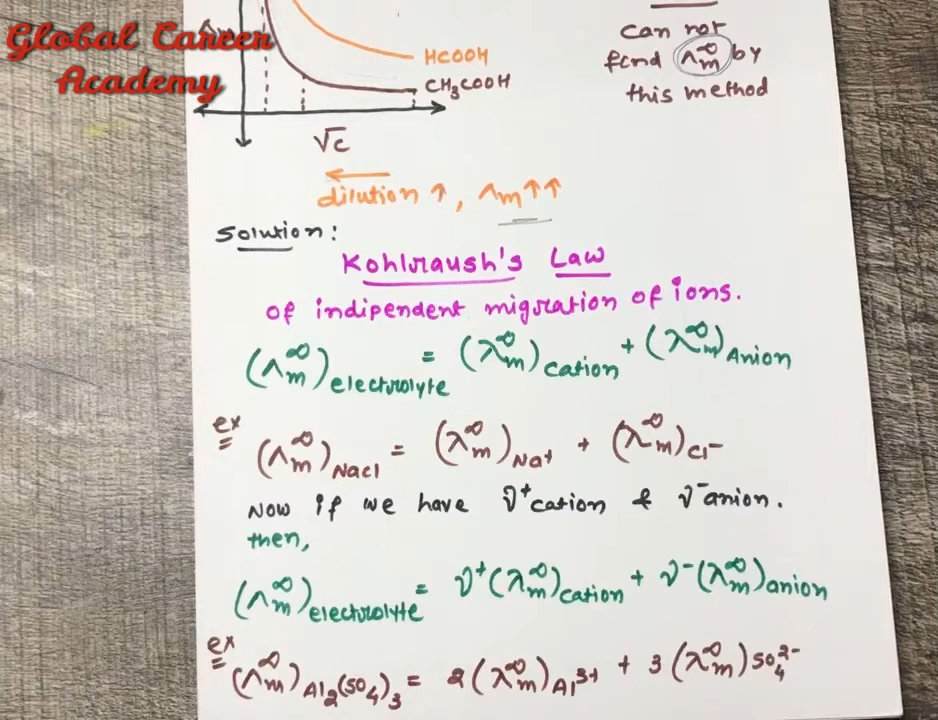 Global Career
Academy
HCOOH
CH₃COOH
√c
can not
find Λ∞m by
this method
dilution ↑, Λm↑↑
Solution:
Kohlraush's Law
of indipendent migration of ions.
(Λ∞m)electrolyte = (λ∞m)cation + (λ∞m)Anion
ex
(Λ∞m)NaCl = (λ∞m)Na+ + (λ∞m)Cl-
Now if we have ν+cation & ν-anion.
then,
(Λ∞m)electrolyte = ν+(λ∞m)cation + ν-(λ∞m)anion
ex
(Λ∞m)Al₂(SO₄)₃ = 2(λ∞m)Al³⁺ + 3(λ∞m)SO₄²⁻